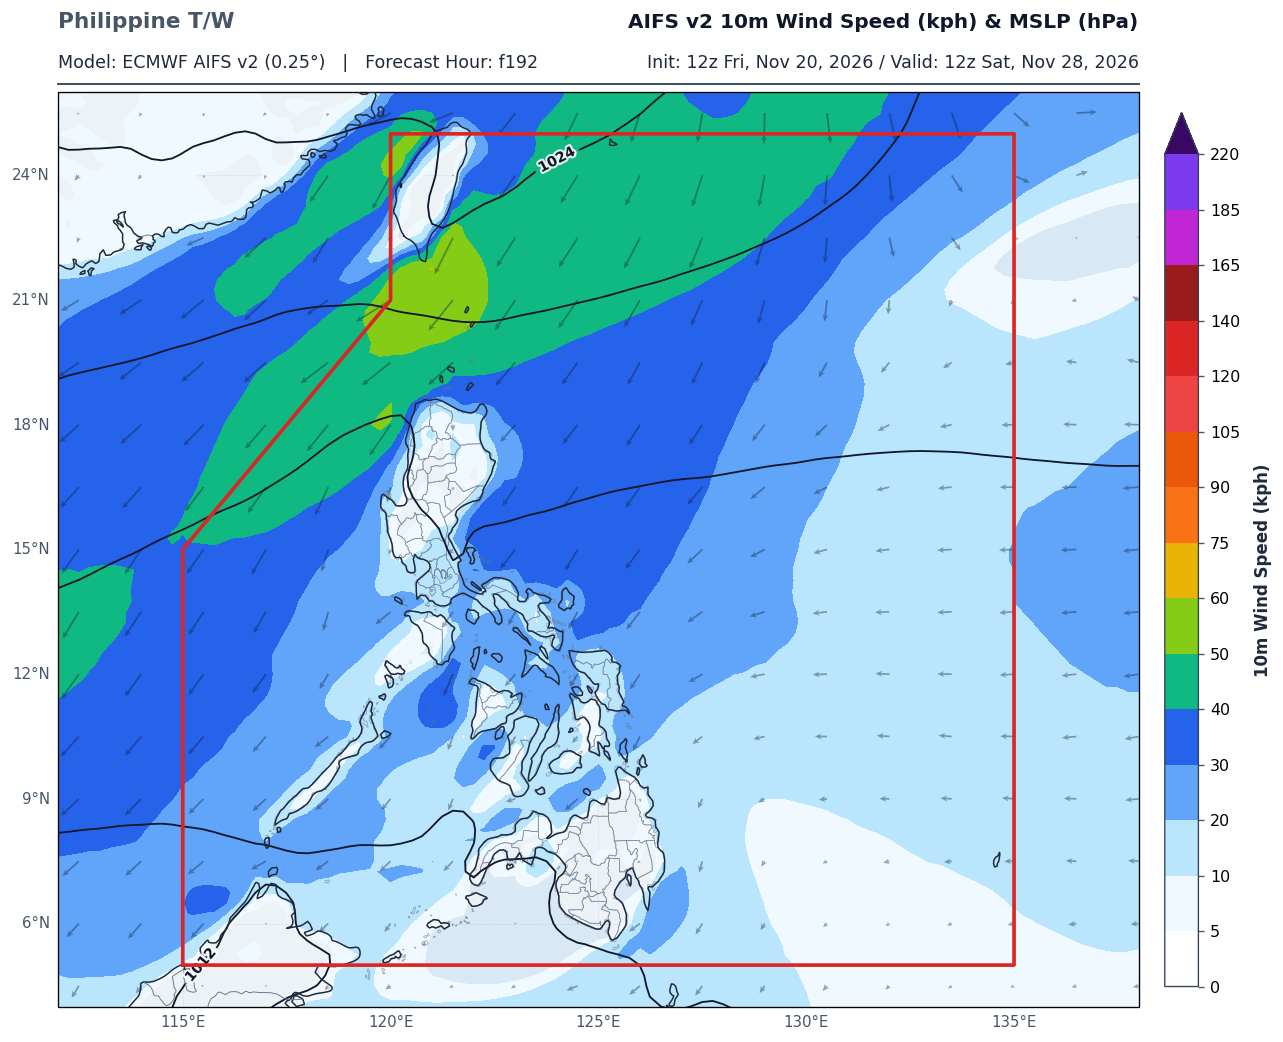 Philippine T/W
AIFS v2 10m Wind Speed (kph) & MSLP (hPa)
Model: ECMWF AIFS v2 (0.25°)   |   Forecast Hour: f192
Init: 12z Fri, Nov 20, 2026 / Valid: 12z Sat, Nov 28, 2026
24°N
21°N
18°N
15°N
12°N
9°N
6°N
115°E
120°E
125°E
130°E
135°E
1024
1012
220
185
165
140
120
105
90
75
60
50
40
30
20
10
5
0
10m Wind Speed (kph)